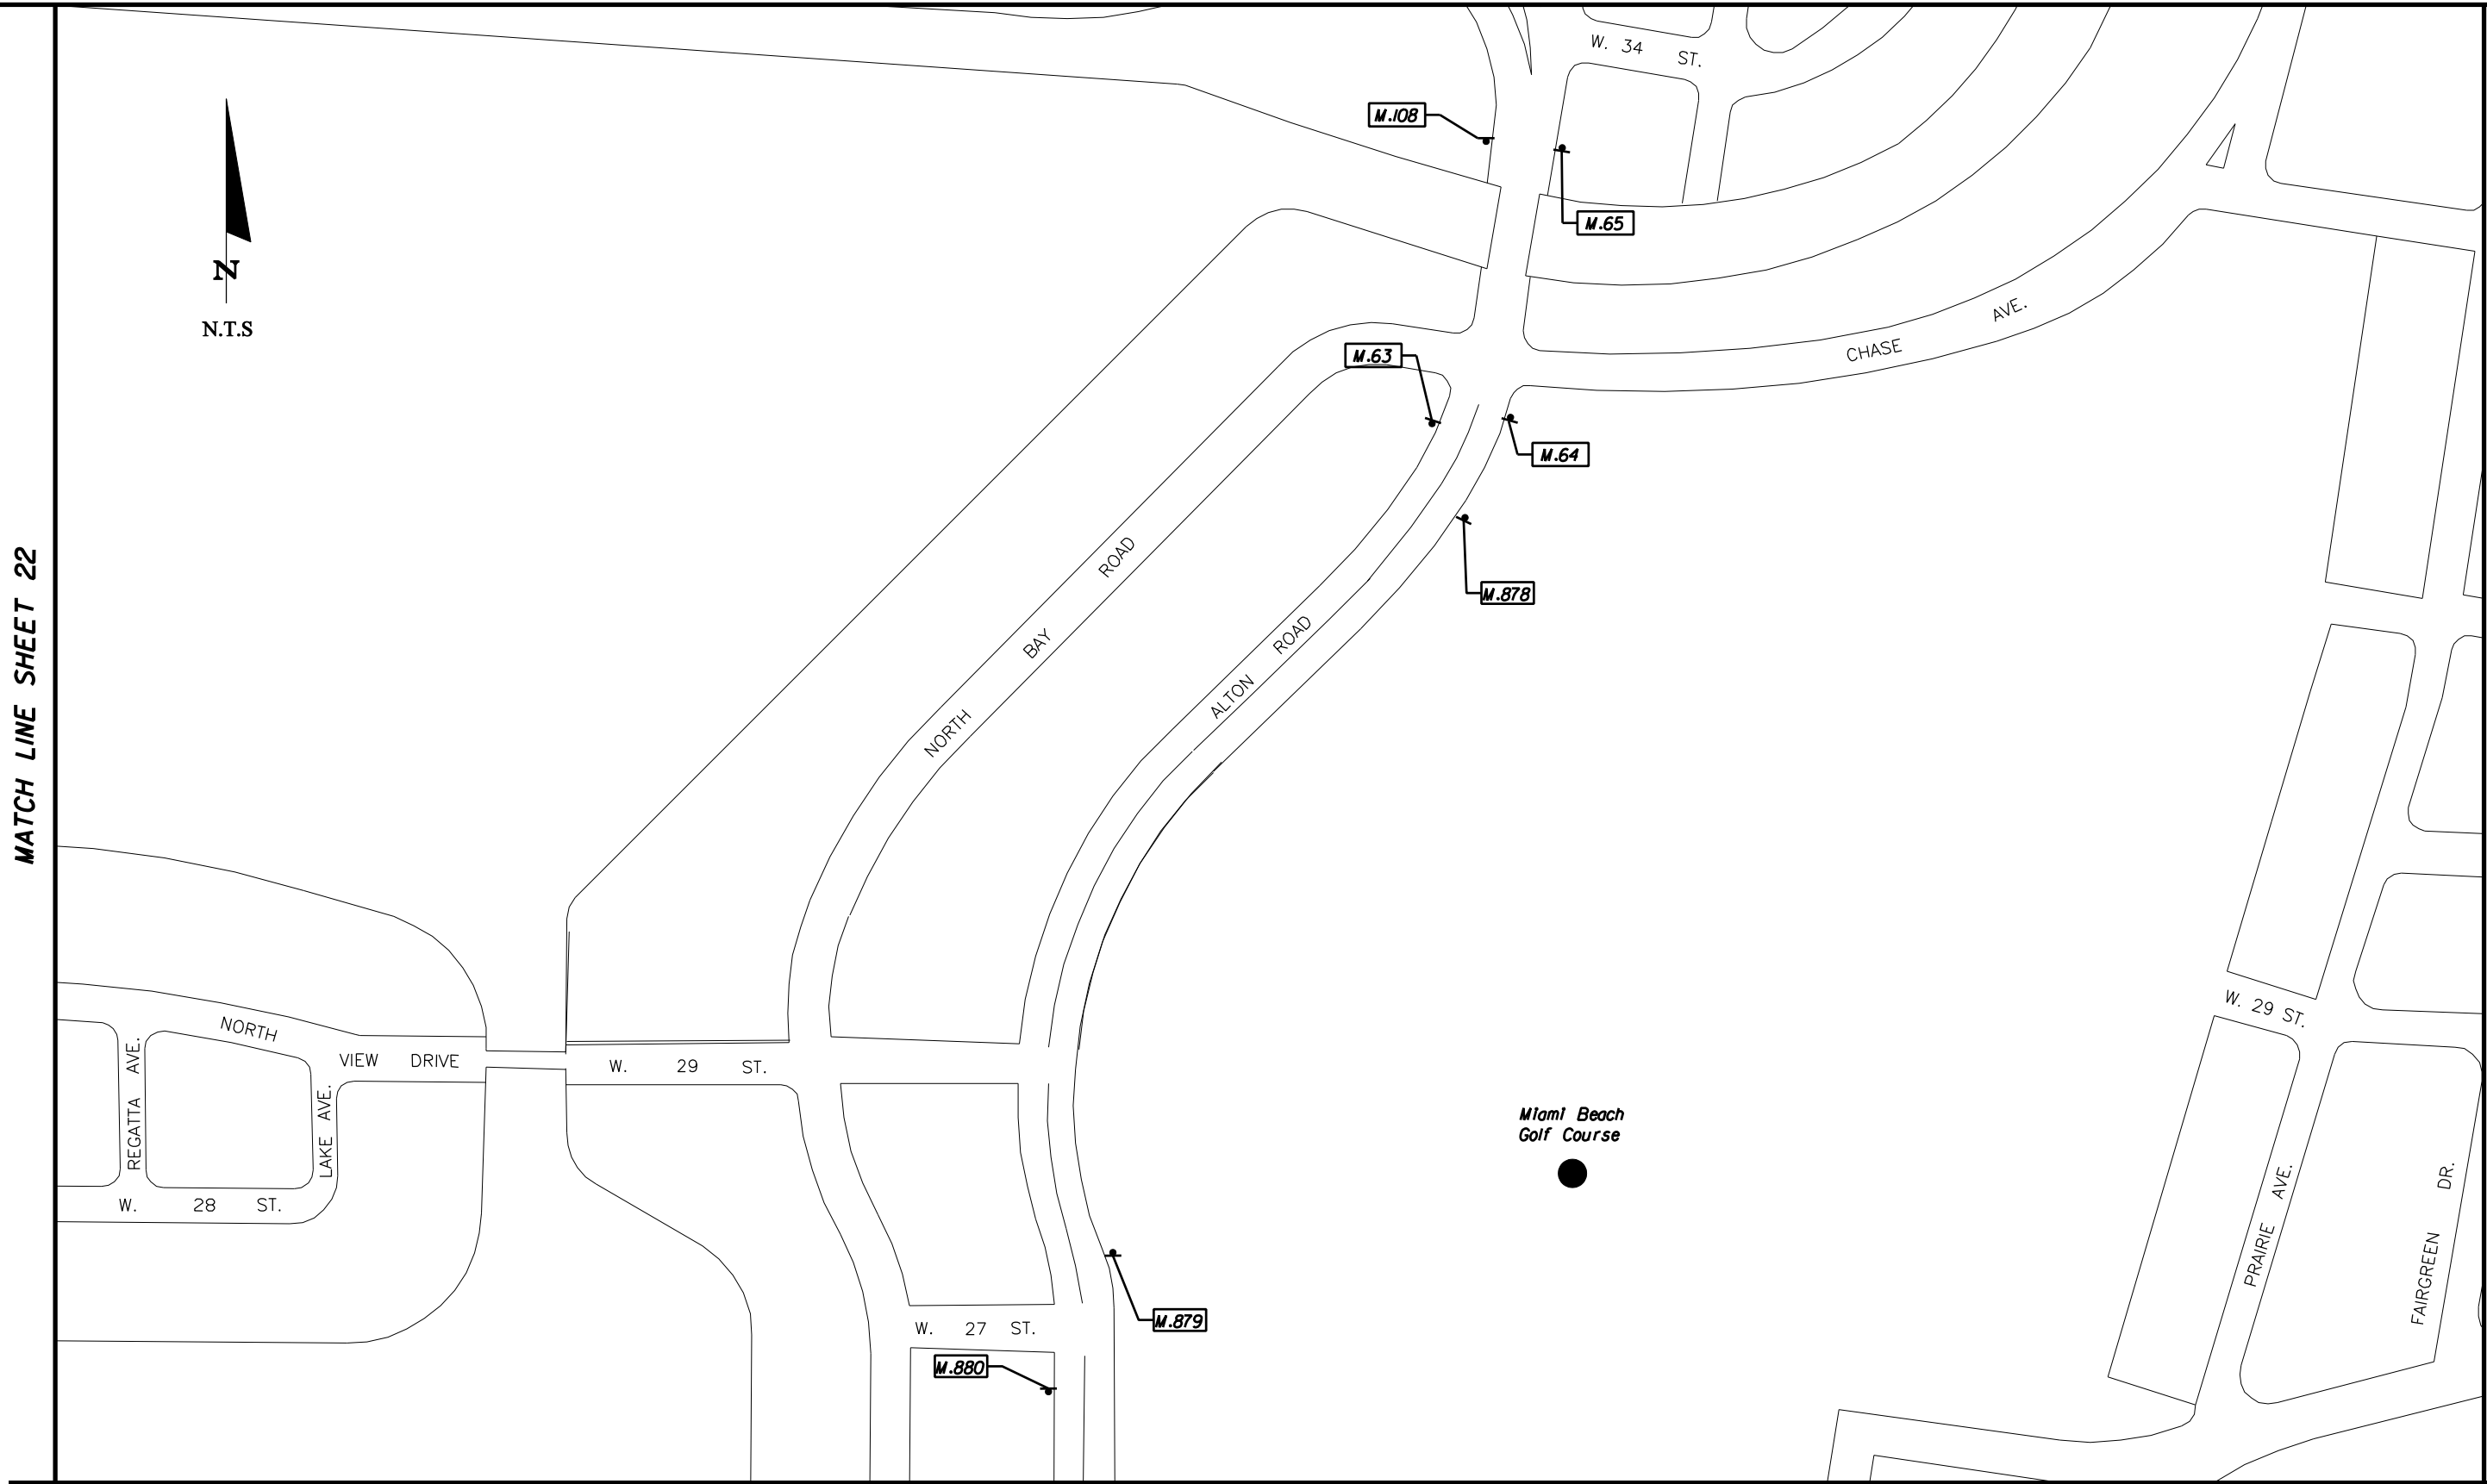 W. 34 ST.
M.108
M.65
N
N.T.S
AVE.
CHASE
M.63
M.64
M.878
MATCH LINE SHEET 22
NORTH BAY ROAD
ALTON ROAD
W. 29 ST.
NORTH
VIEW DRIVE
W. 29 ST.
REGATTA AVE.
LAKE AVE.
W. 28 ST.
Miami Beach
Golf Course
PRAIRIE AVE.
FAIRGREEN DR.
M.879
W. 27 ST.
M.880